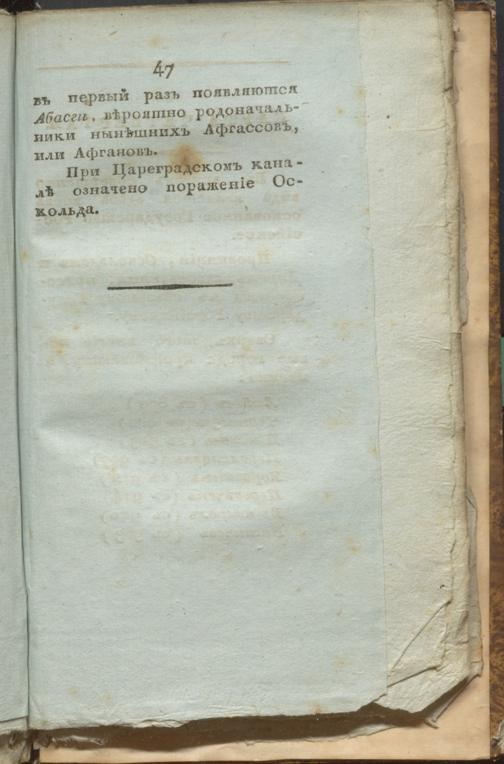 47
въ первый разъ появляются
Абасги, вѣроятно родоначаль-
ники нынѣшнихъ Афгассовъ,
или Афгановъ.
При Цареградскомъ кана-
лѣ означено пораженіе Ос-
кольда.